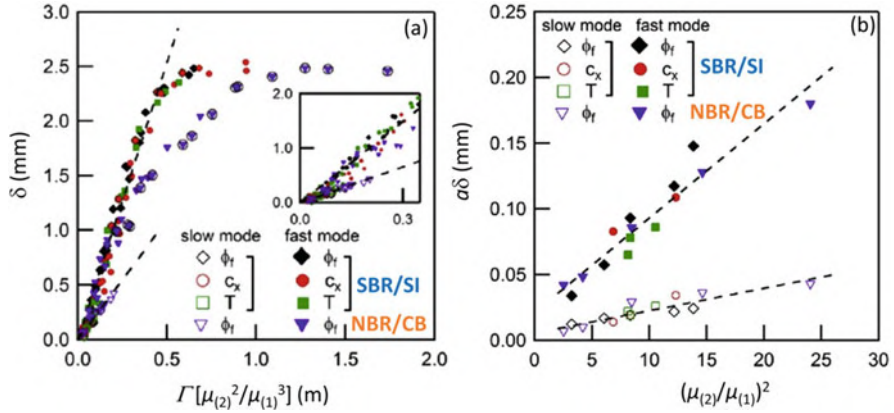 (a)
3.0
2.5
2.0
1.5
1.0
0.5
0.0
δ (mm)
2.0
1.0
0.0
0.0
0.3
slow mode fast mode
ϕf ϕf
cx cx SBR/SI
T T
ϕf NBR/CB ϕf
0.0 0.5 1.0 1.5 2.0
Γ[μ(2)²/μ(1)³] (m)
(b)
0.25
0.20
0.15
0.10
0.05
0.00
aδ (mm)
slow mode fast mode
ϕf ϕf
cx cx SBR/SI
T T
ϕf NBR/CB ϕf
0 5 10 15 20 25 30
(μ(2)/μ(1))²